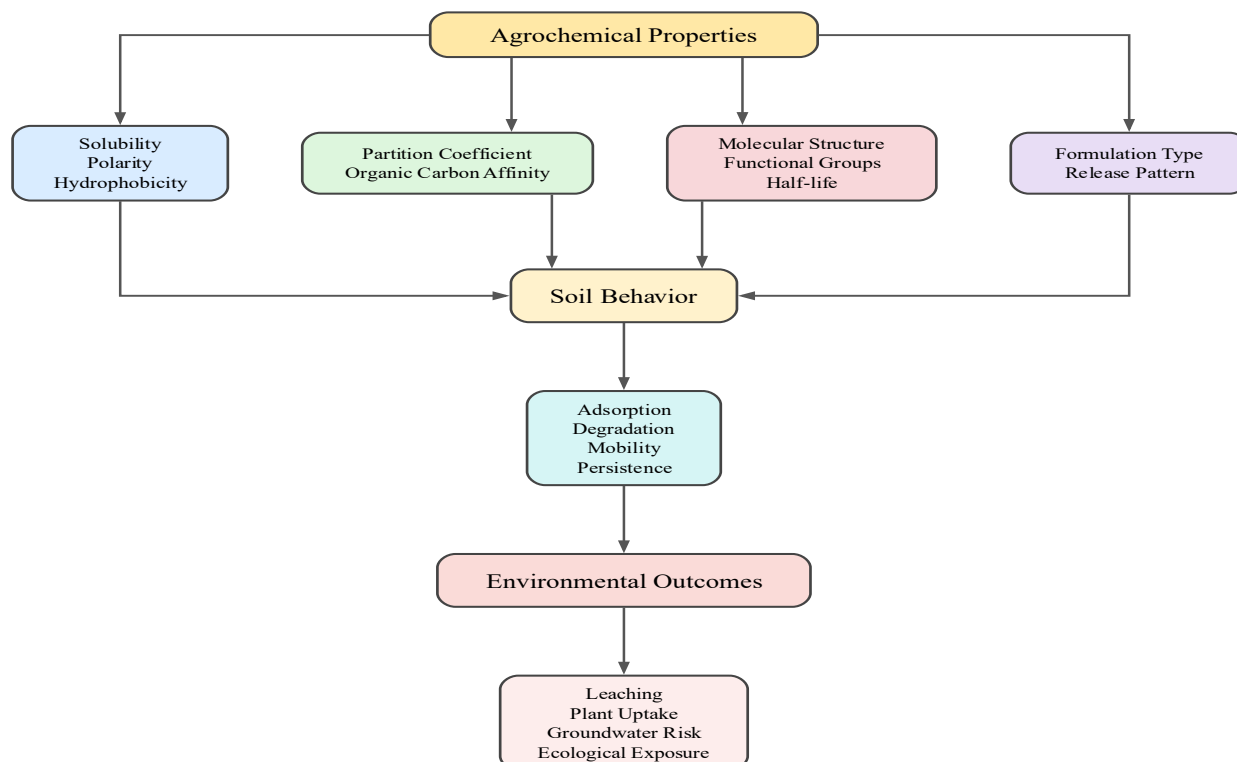 Agrochemical Properties
Solubility
Polarity
Hydrophobicity
Partition Coefficient
Organic Carbon Affinity
Molecular Structure
Functional Groups
Half-life
Formulation Type
Release Pattern
Soil Behavior
Adsorption
Degradation
Mobility
Persistence
Environmental Outcomes
Leaching
Plant Uptake
Groundwater Risk
Ecological Exposure